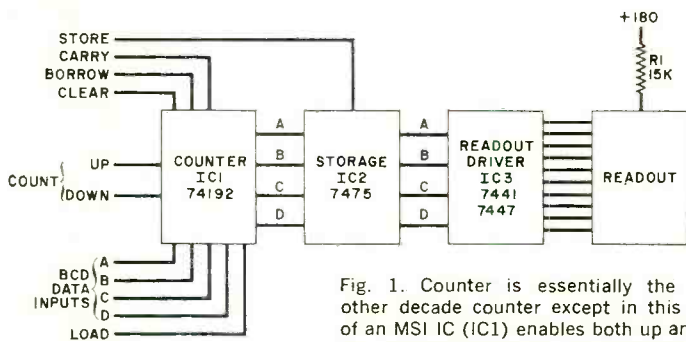 +180
R1
15K
STORE
CARRY
BORROW
CLEAR
COUNT
UP
DOWN
BCD
DATA
INPUTS
A
B
C
D
LOAD
COUNTER
IC1
74192
A
B
C
D
STORAGE
IC2
7475
A
B
C
D
READOUT
DRIVER
IC3
7441
7447
READOUT
Fig. 1. Counter is essentially the
other decade counter except in this
of an MSI IC (IC1) enables both up